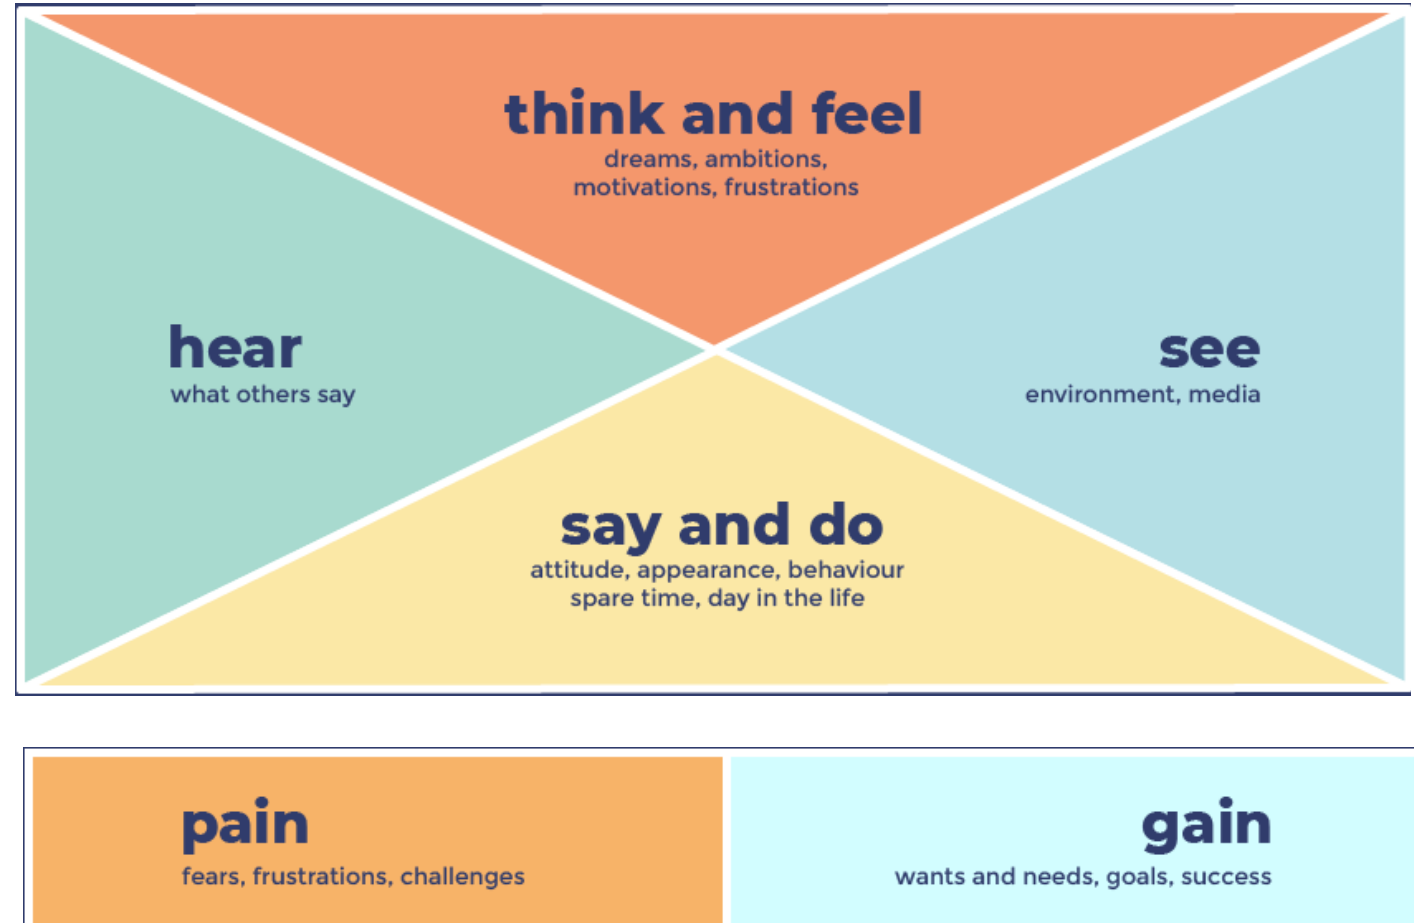 think and feel
dreams, ambitions,
motivations, frustrations
hear
what others say
see
environment, media
say and do
attitude, appearance, behaviour
spare time, day in the life
pain
fears, frustrations, challenges
gain
wants and needs, goals, success